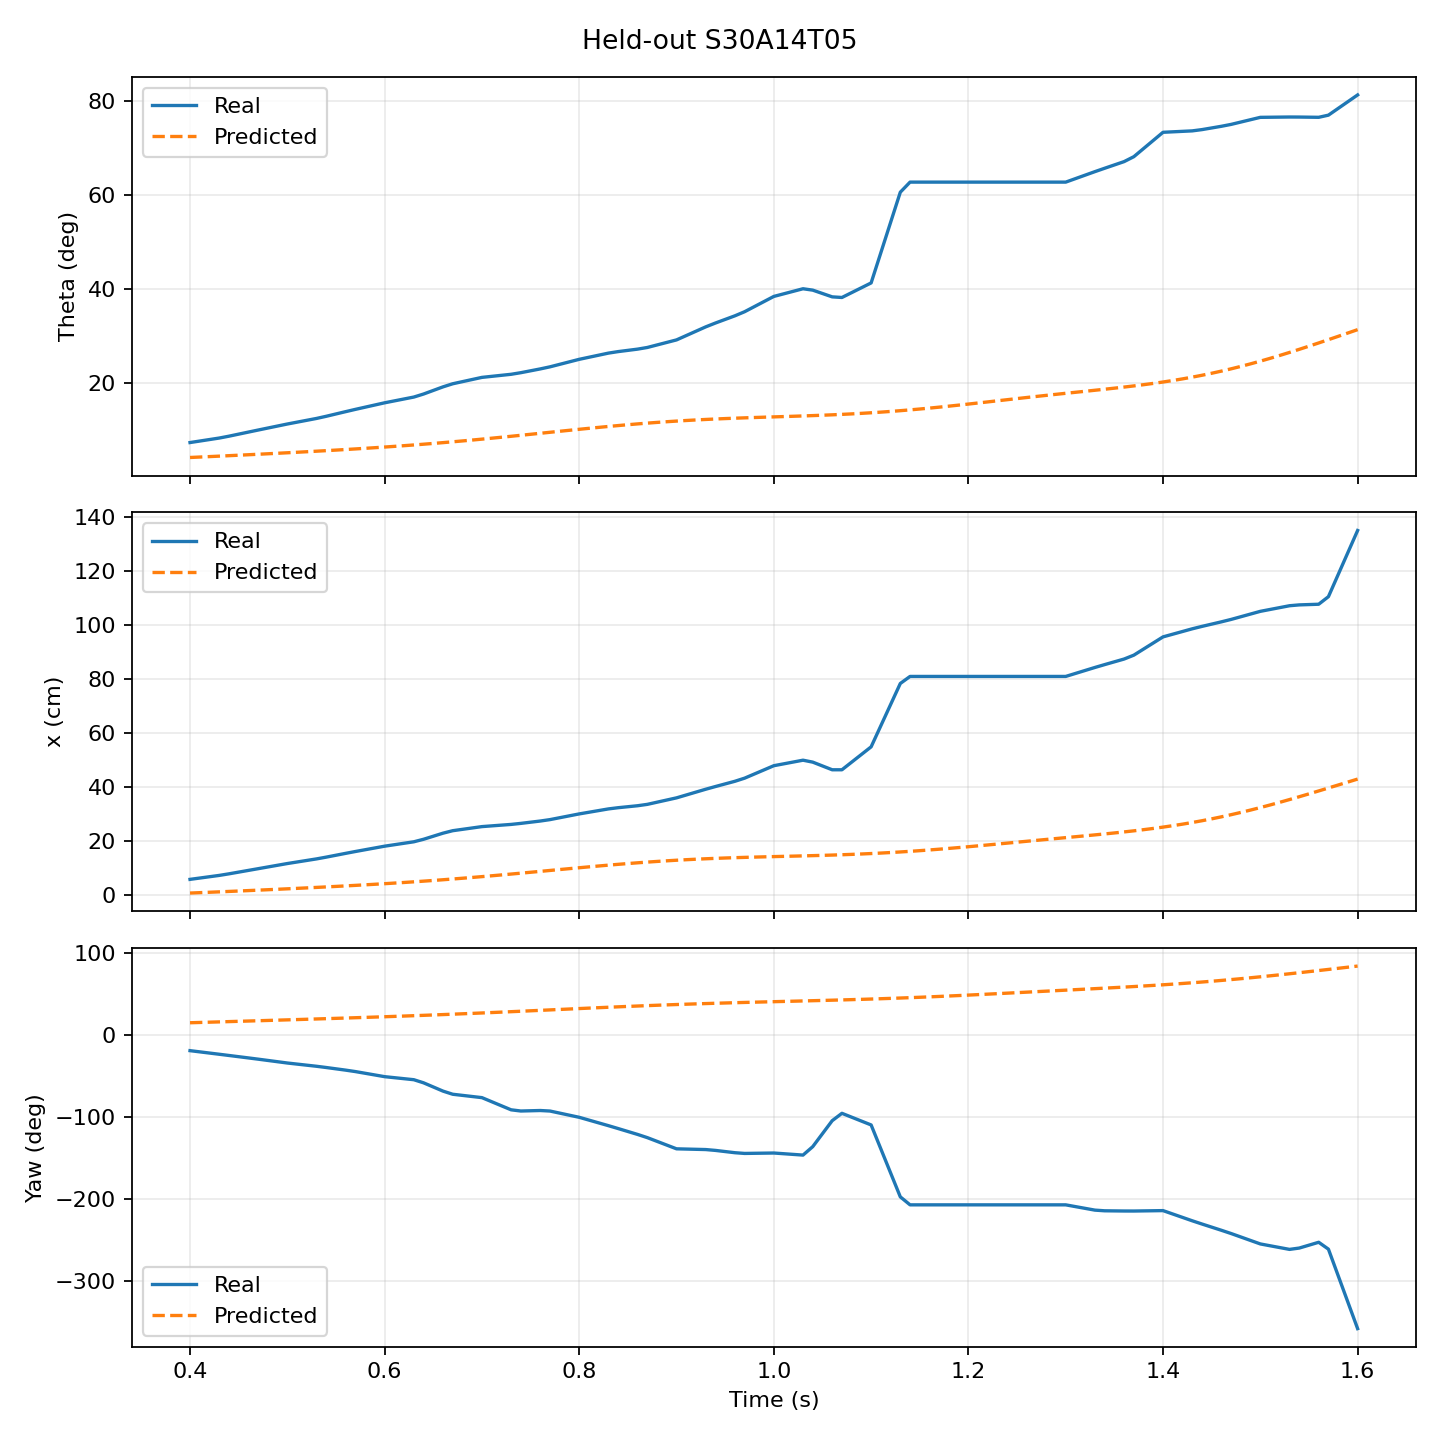 Held-out S30A14T05
80
60
40
20
Theta (deg)
Real
Predicted
140
120
100
80
60
40
20
0
x (cm)
Real
Predicted
100
0
−100
−200
−300
Yaw (deg)
Real
Predicted
0.4 0.6 0.8 1.0 1.2 1.4 1.6
Time (s)